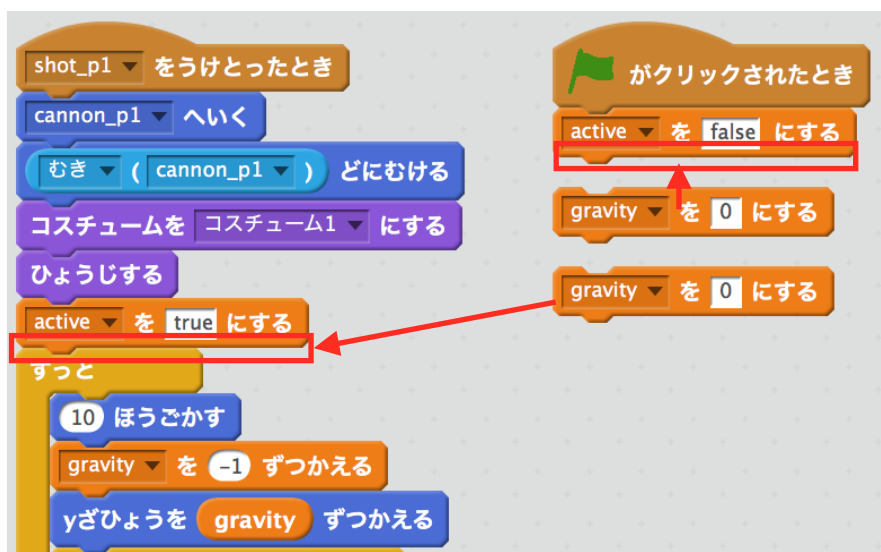 shot_p1 をうけとったとき
cannon_p1 へいく
むき ( cannon_p1 ) どにむける
コスチュームを コスチューム1 にする
ひょうじする
active を true にする
ずっと
10 ほうごかす
gravity を -1 ずつかえる
yざひょうを gravity ずつかえる
がクリックされたとき
active を false にする
gravity を 0 にする
gravity を 0 にする